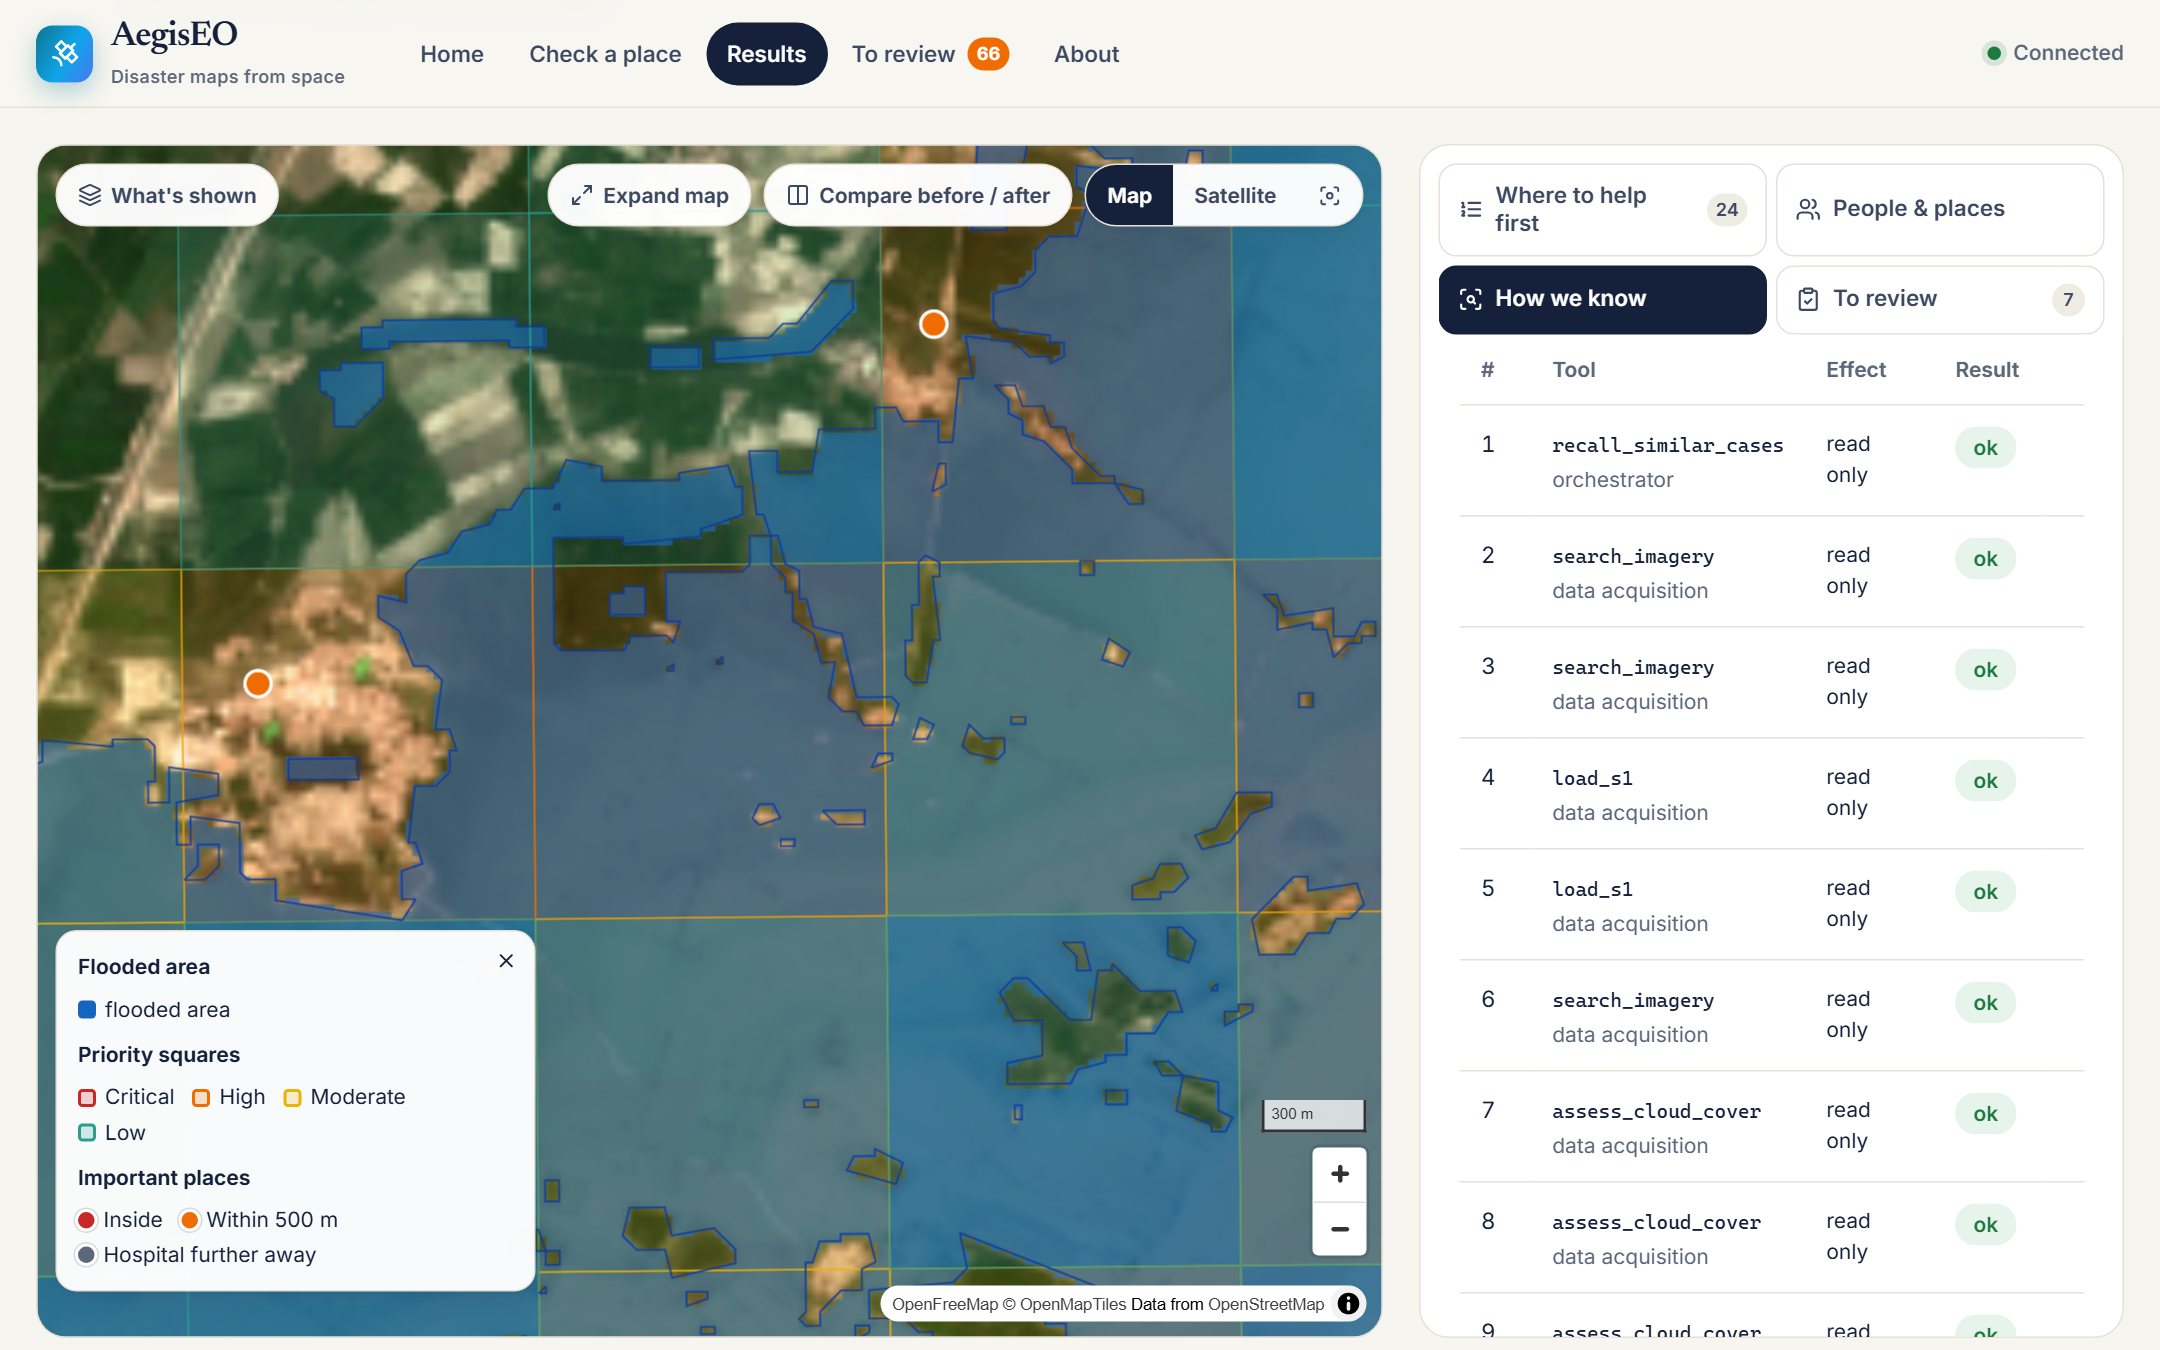 AegisEO
Disaster maps from space
Home
Check a place
Results
To review 66
About
Connected
What's shown
Expand map
Compare before / after
Map
Satellite
Flooded area
flooded area
Priority squares
Critical High Moderate
Low
Important places
Inside Within 500 m
Hospital further away
300 m
+
−
OpenFreeMap © OpenMapTiles Data from OpenStreetMap
Where to help
first
24
People & places
How we know
To review 7
# Tool Effect Result
1 recall_similar_cases read only ok
orchestrator
2 search_imagery read only ok
data acquisition
3 search_imagery read only ok
data acquisition
4 load_s1 read only ok
data acquisition
5 load_s1 read only ok
data acquisition
6 search_imagery read only ok
data acquisition
7 assess_cloud_cover read only ok
data acquisition
8 assess_cloud_cover read only ok
data acquisition
9 assess_cloud_cover read ok